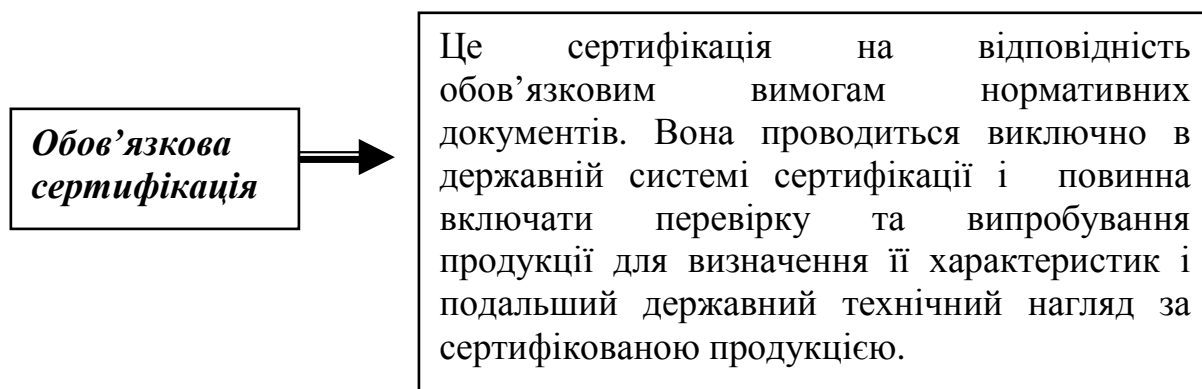 Обов’язкова
сертифікація
Це сертифікація на відповідність
обов’язковим вимогам нормативних
документів. Вона проводиться виключно в
державній системі сертифікації і повинна
включати перевірку та випробування
продукції для визначення її характеристик і
подальший державний технічний нагляд за
сертифікованою продукцією.